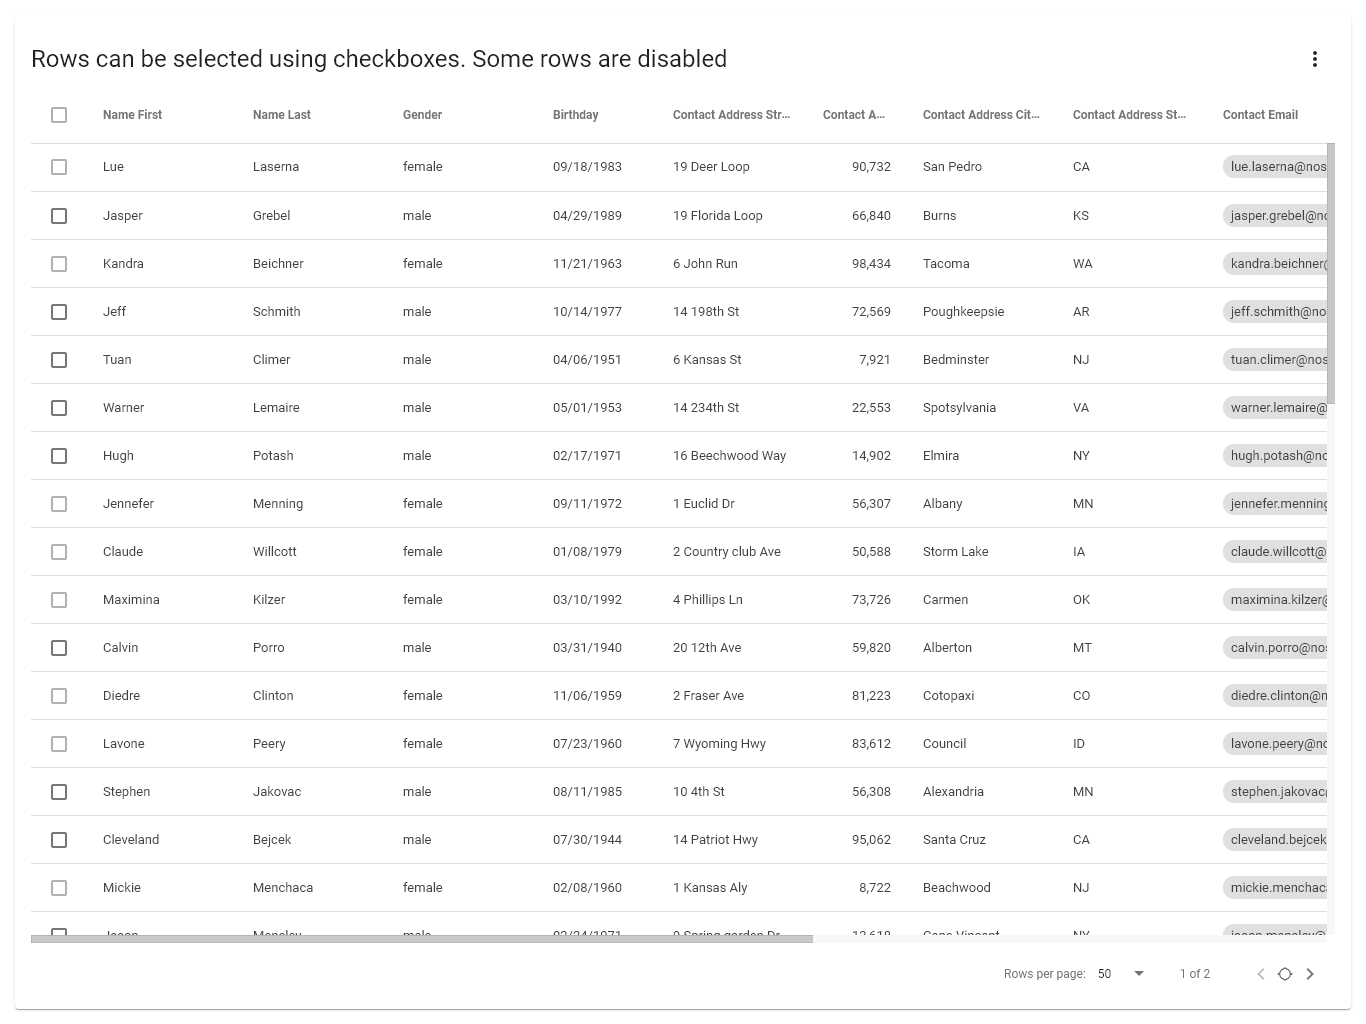 Rows can be selected using checkboxes. Some rows are disabled
Name First Name Last Gender Birthday Contact Address Str... Contact A... Contact Address Cit... Contact Address St... Contact Email
Lue Laserna female 09/18/1983 19 Deer Loop 90,732 San Pedro CA lue.laserna@nos
Jasper Grebel male 04/29/1989 19 Florida Loop 66,840 Burns KS jasper.grebel@no
Kandra Beichner female 11/21/1963 6 John Run 98,434 Tacoma WA kandra.beichner@
Jeff Schmith male 10/14/1977 14 198th St 72,569 Poughkeepsie AR jeff.schmith@no
Tuan Climer male 04/06/1951 6 Kansas St 7,921 Bedminster NJ tuan.climer@nos
Warner Lemaire male 05/01/1953 14 234th St 22,553 Spotsylvania VA warner.lemaire@
Hugh Potash male 02/17/1971 16 Beechwood Way 14,902 Elmira NY hugh.potash@no
Jennefer Menning female 09/11/1972 1 Euclid Dr 56,307 Albany MN jennefer.menning
Claude Willcott female 01/08/1979 2 Country club Ave 50,588 Storm Lake IA claude.willcott@
Maximina Kilzer female 03/10/1992 4 Phillips Ln 73,726 Carmen OK maximina.kilzer@
Calvin Porro male 03/31/1940 20 12th Ave 59,820 Alberton MT calvin.porro@nos
Diedre Clinton female 11/06/1959 2 Fraser Ave 81,223 Cotopaxi CO diedre.clinton@n
Lavone Peery female 07/23/1960 7 Wyoming Hwy 83,612 Council ID lavone.peery@no
Stephen Jakovac male 08/11/1985 10 4th St 56,308 Alexandria MN stephen.jakovac@
Cleveland Bejcek male 07/30/1944 14 Patriot Hwy 95,062 Santa Cruz CA cleveland.bejcek
Mickie Menchaca female 02/08/1960 1 Kansas Aly 8,722 Beachwood NJ mickie.menchac
Rows per page: 50 1 of 2